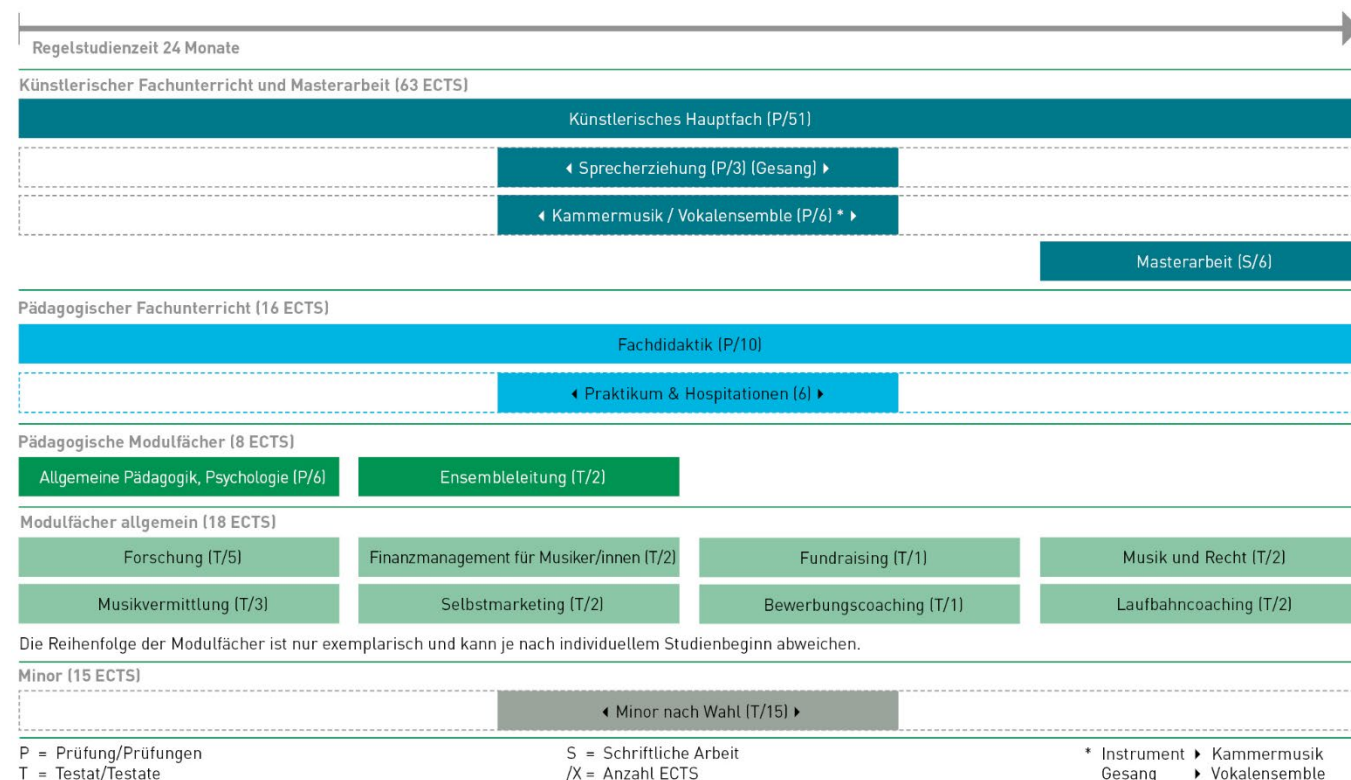 Regelstudienzeit 24 Monate
Künstlerischer Fachunterricht und Masterarbeit (63 ECTS)
Künstlerisches Hauptfach (P/51)
Sprecherziehung (P/3) (Gesang)
Kammermusik / Vokalensemble (P/6) *
Masterarbeit (S/6)
Pädagogischer Fachunterricht (16 ECTS)
Fachdidaktik (P/10)
Praktikum & Hospitationen (6)
Pädagogische Modulfächer (8 ECTS)
Allgemeine Pädagogik, Psychologie (P/6) Ensembleleitung (T/2)
Modulfächer allgemein (18 ECTS)
Forschung (T/5) Finanzmanagement für Musiker/innen (T/2) Fundraising (T/1) Musik und Recht (T/2)
Musikvermittlung (T/3) Selbstmarketing (T/2) Bewerbungscoaching (T/1) Laufbahncoaching (T/2)
Die Reihenfolge der Modulfächer ist nur exemplarisch und kann je nach individuellem Studienbeginn abweichen.
Minor (15 ECTS)
Minor nach Wahl (T/15)
P = Prüfung/Prüfungen S = Schriftliche Arbeit * Instrument Kammermusik
T = Testat/Testate /X = Anzahl ECTS Gesang Vokalensemble